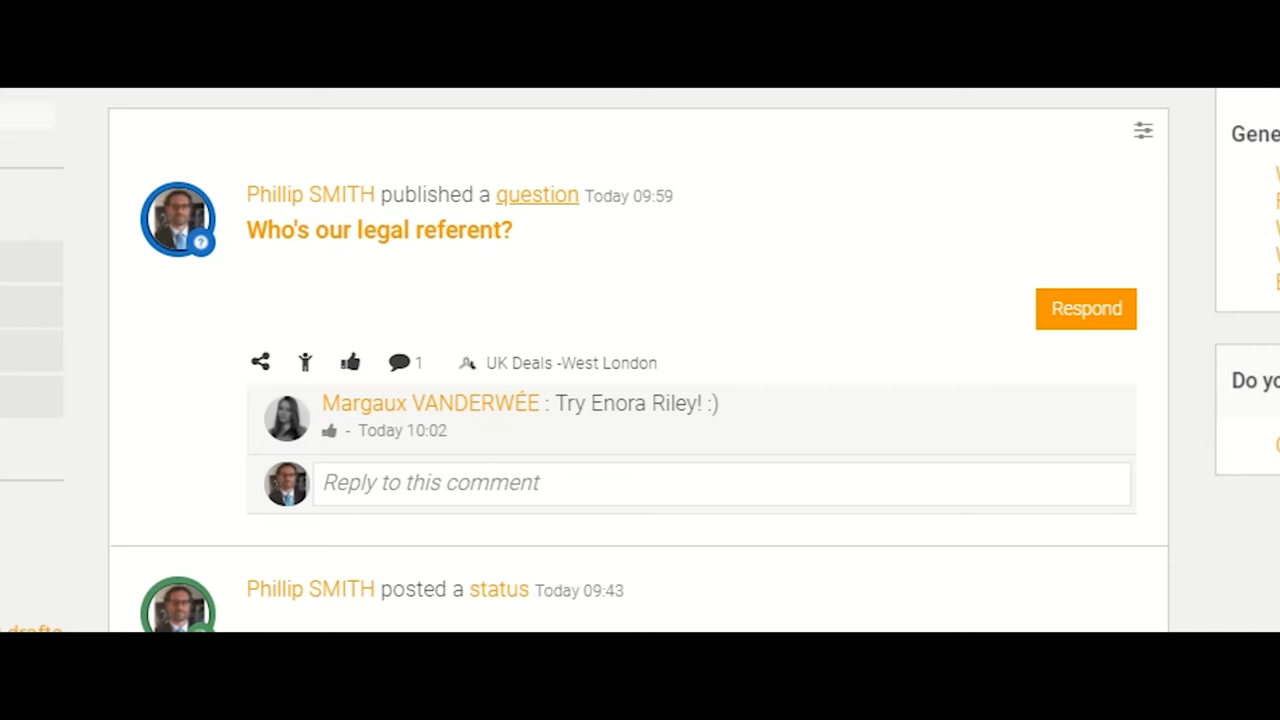 Phillip SMITH published a question Today 09:59
Who's our legal referent?
Respond
1 UK Deals -West London
Margaux VANDERWÉE : Try Enora Riley! :)
- Today 10:02
Reply to this comment
Phillip SMITH posted a status Today 09:43
Gene
Do yo
drafts